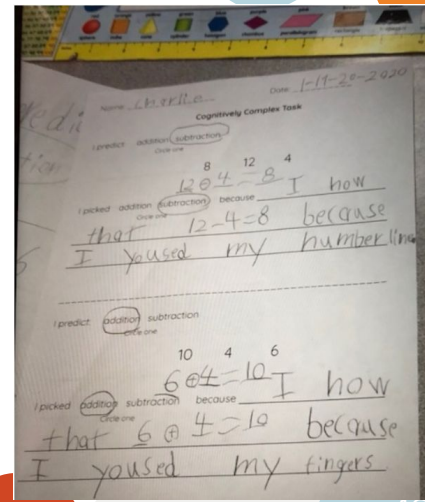 Name Charlie Date 1-19-20-2020
Cognitively Complex Task
I predict addition subtraction
Circle one
8 12 4
12 ⊖ 4 = 8
I picked addition subtraction because I how
Circle one
that 12-4=8 because
I yoused my number line
I predict addition subtraction
Circle one
10 4 6
6 ⊕ 4 = 10
I picked addition subtraction because I how
Circle one
that 6 ⊕ 4 = 10 because
I yoused my fingers